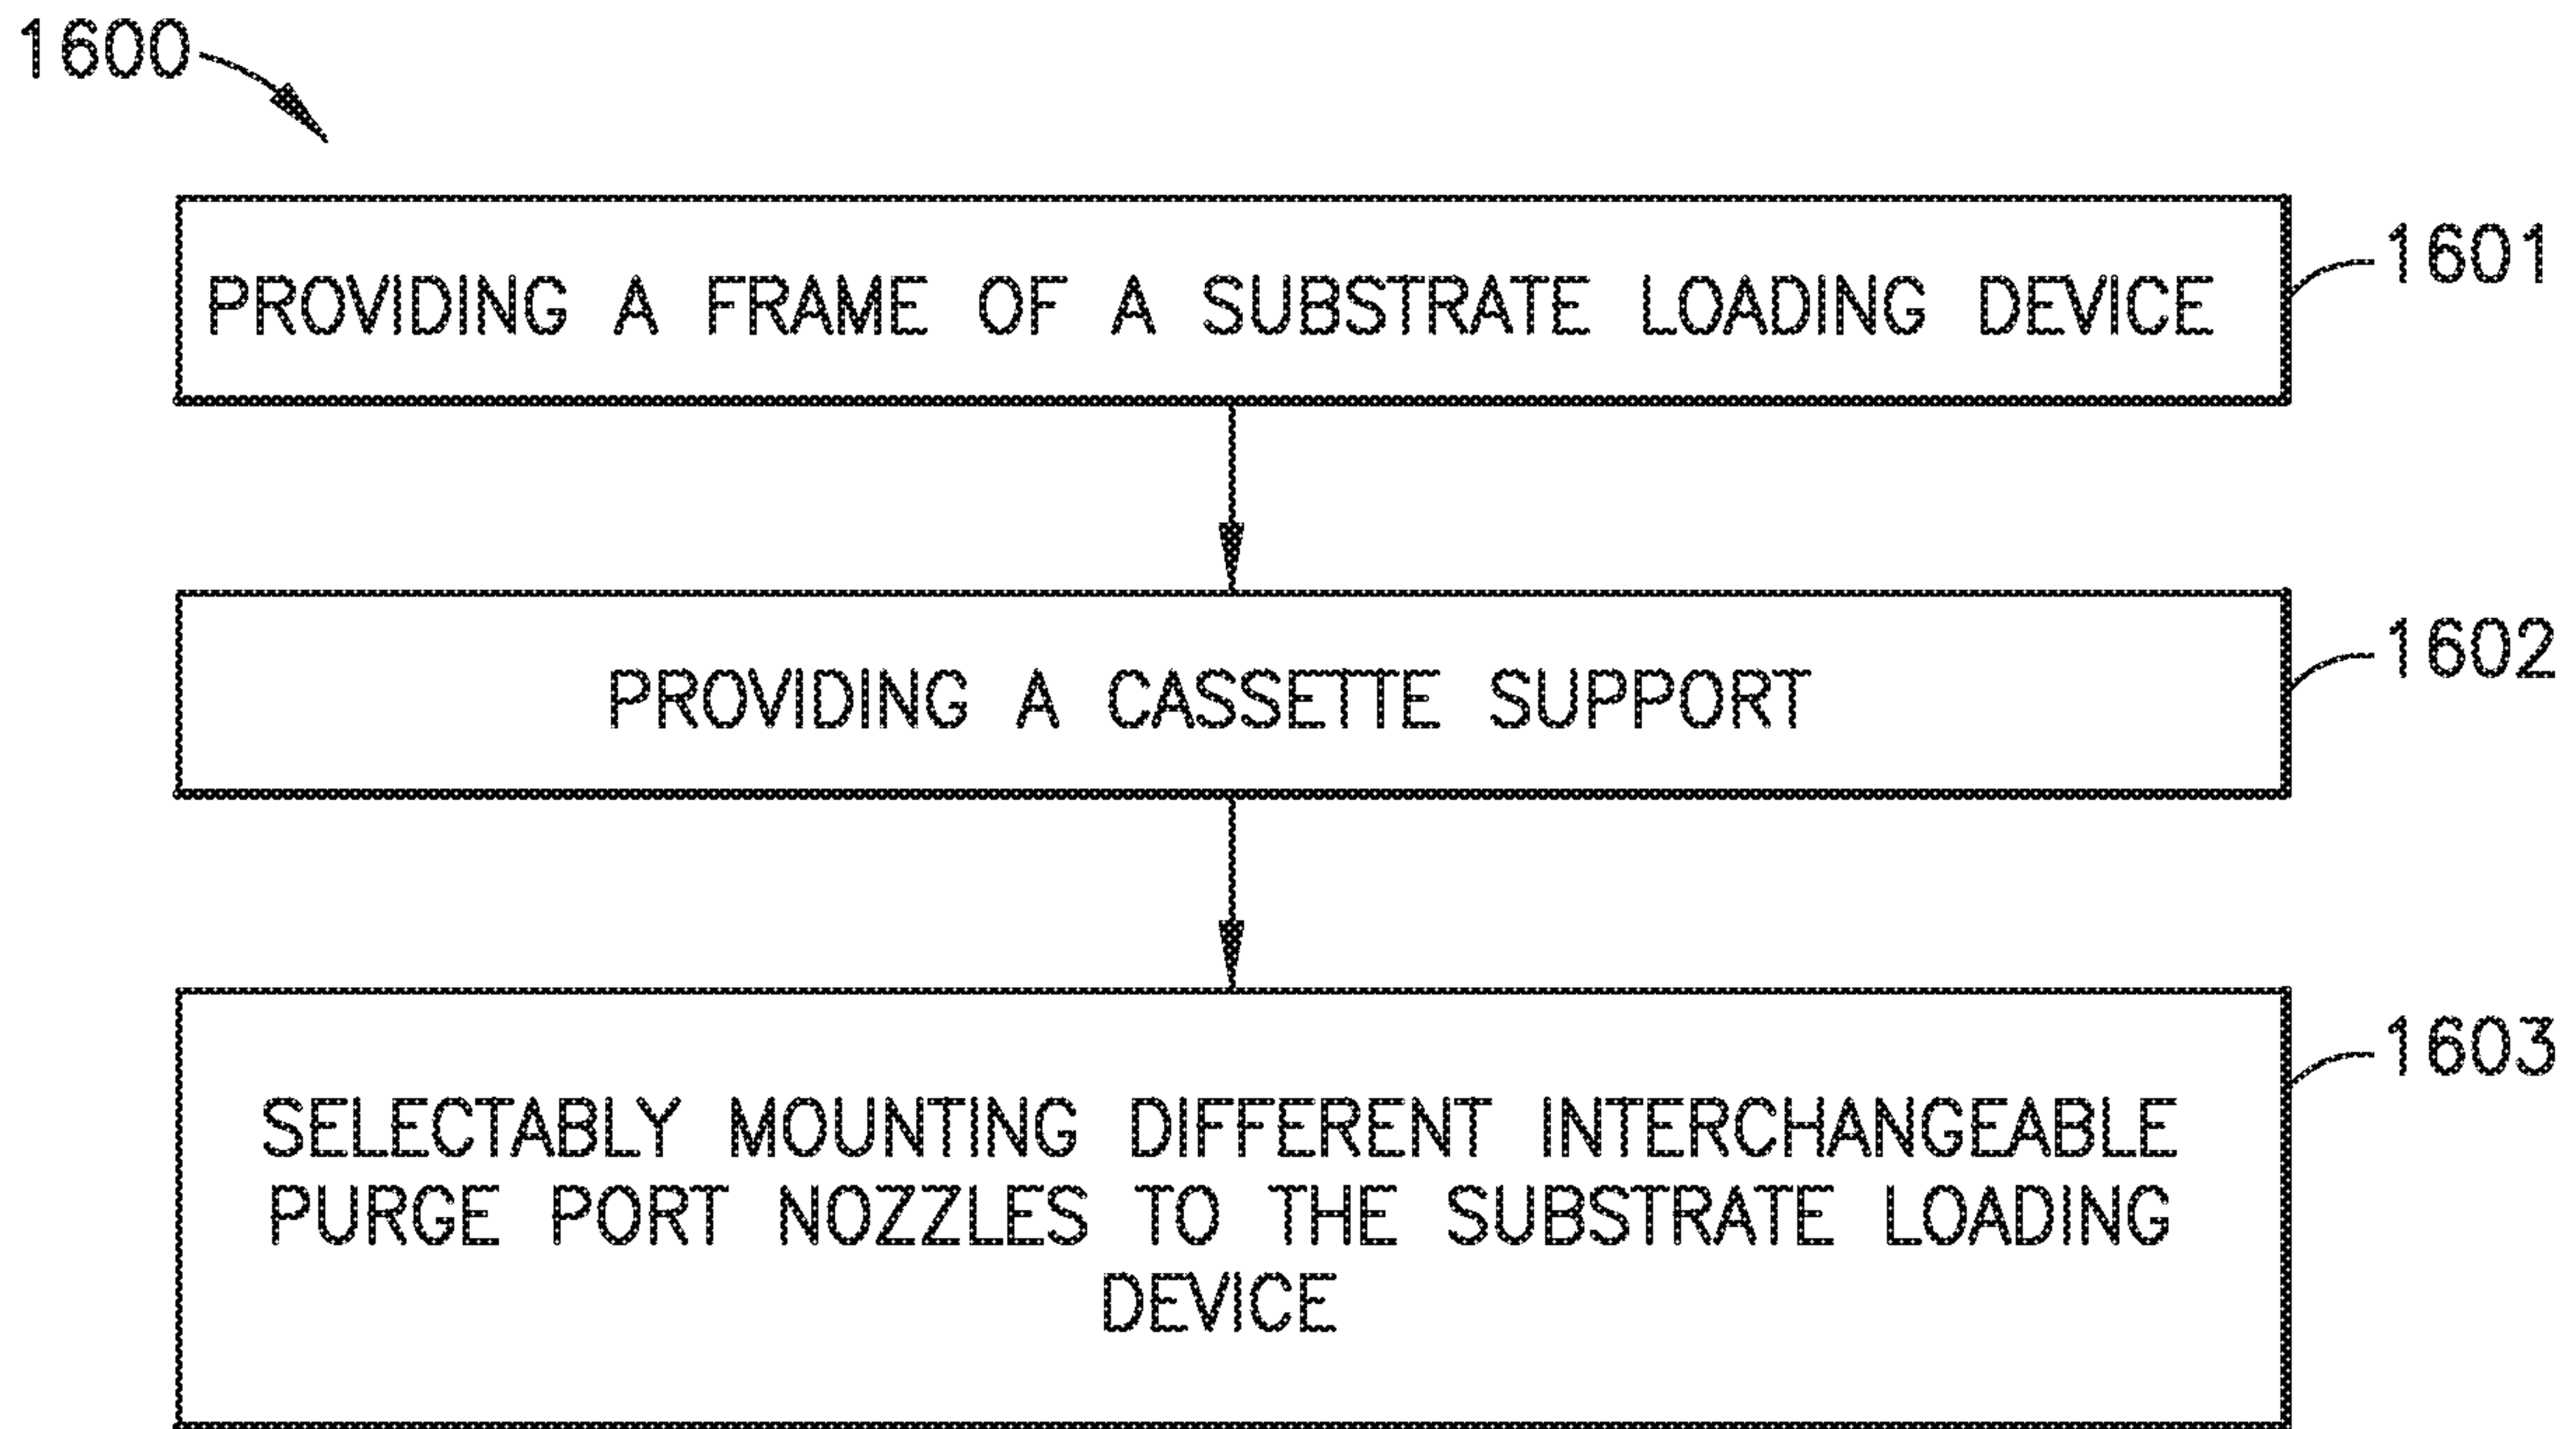 1600
PROVIDING A FRAME OF A SUBSTRATE LOADING DEVICE
1601
PROVIDING A CASSETTE SUPPORT
1602
SELECTABLY MOUNTING DIFFERENT INTERCHANGEABLE
PURGE PORT NOZZLES TO THE SUBSTRATE LOADING
DEVICE
1603